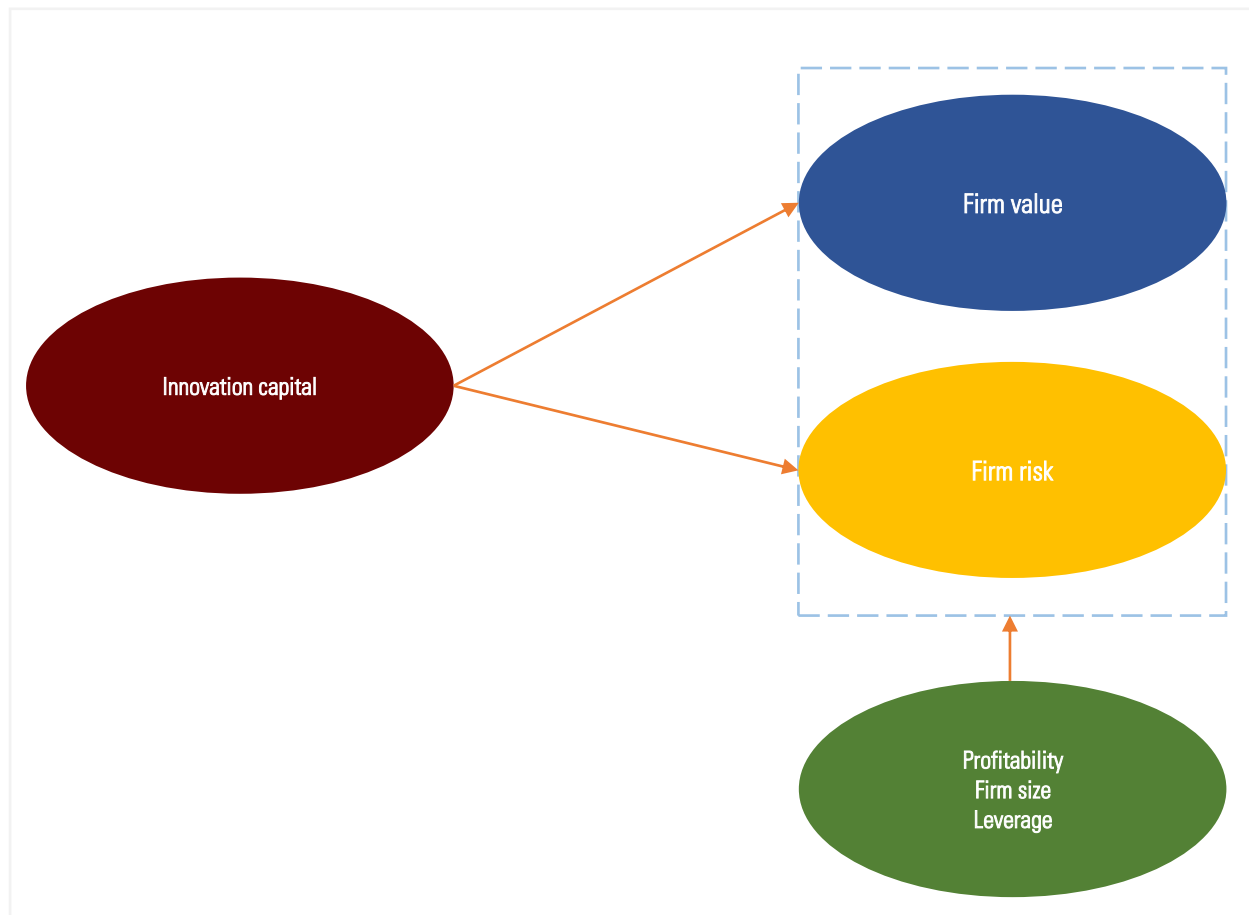 Firm value
Innovation capital
Firm risk
Profitability
Firm size
Leverage